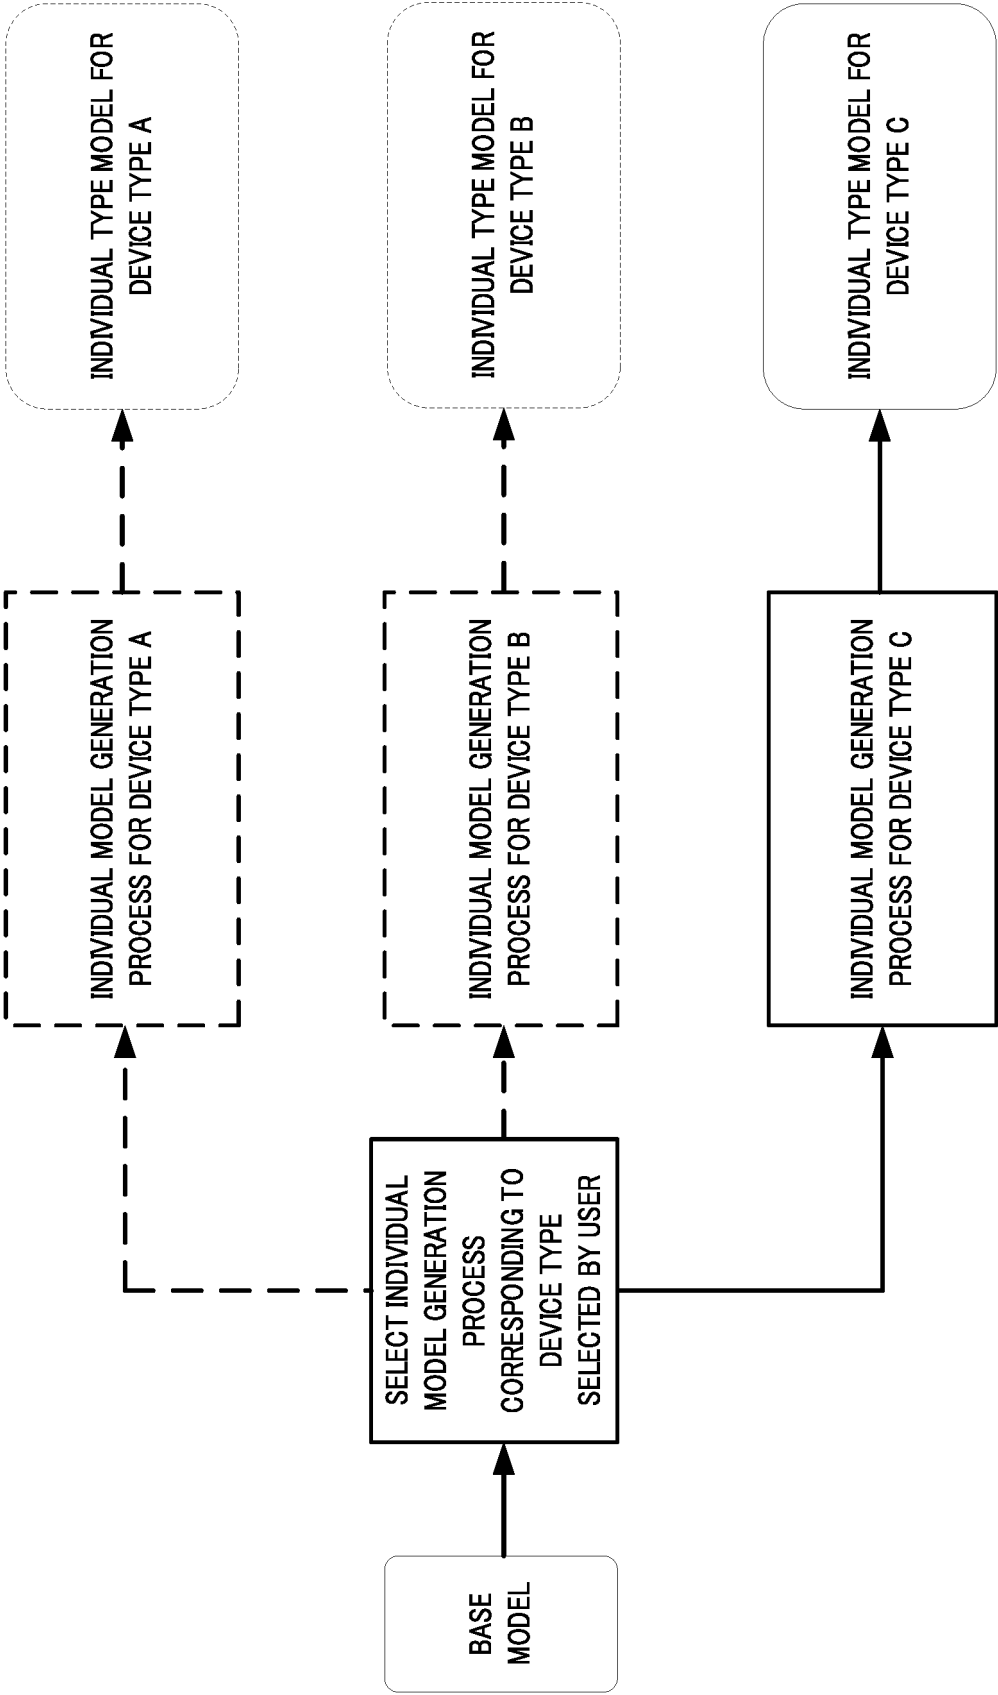 BASE
MODEL
SELECT INDIVIDUAL
MODEL GENERATION
PROCESS
CORRESPONDING TO
DEVICE TYPE
SELECTED BY USER
INDIVIDUAL MODEL GENERATION
PROCESS FOR DEVICE TYPE A
INDIVIDUAL TYPE MODEL FOR
DEVICE TYPE A
INDIVIDUAL MODEL GENERATION
PROCESS FOR DEVICE TYPE B
INDIVIDUAL TYPE MODEL FOR
DEVICE TYPE B
INDIVIDUAL MODEL GENERATION
PROCESS FOR DEVICE TYPE C
INDIVIDUAL TYPE MODEL FOR
DEVICE TYPE C